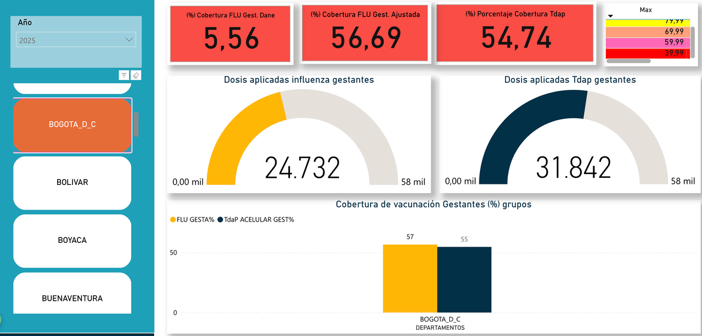 Año
2025
BOGOTA_D_C
BOLIVAR
BOYACA
BUENAVENTURA
(%) Cobertura FLU Gest. Dane
5,56
(%) Cobertura FLU Gest. Ajustada
56,69
(%) Porcentaje Cobertura Tdap
54,74
Max
79,99
69,99
59,99
39,99
Dosis aplicadas influenza gestantes
24.732
0,00 mil
58 mil
Dosis aplicadas Tdap gestantes
31.842
0,00 mil
58 mil
Cobertura de vacunación Gestantes (%) grupos
FLU GESTA% TdaP ACELULAR GEST%
57
55
50
0
BOGOTA_D_C
DEPARTAMENTOS